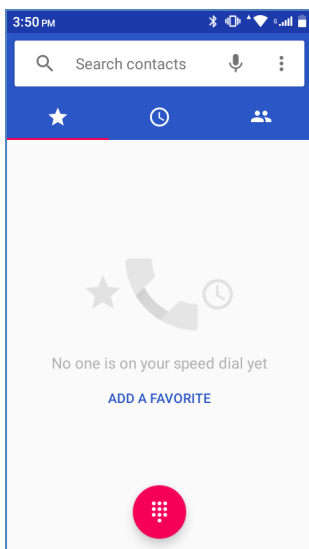 3:50 PM
Search contacts
No one is on your speed dial yet
ADD A FAVORITE